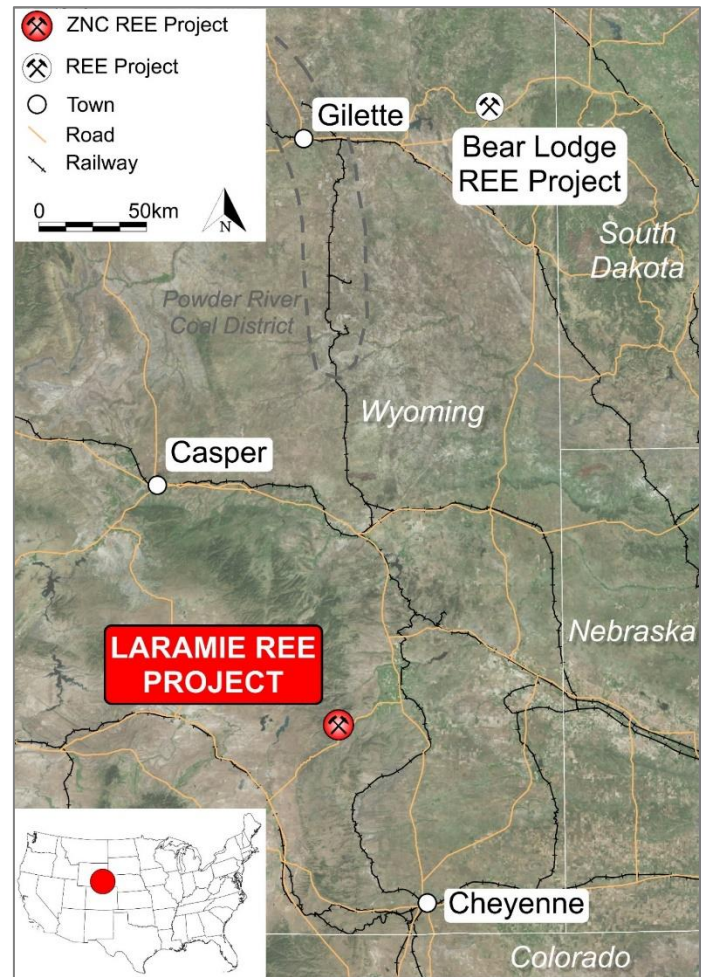 ZNC REE Project
REE Project
Town
Road
Railway
0 50km
N
Gilette
Bear Lodge
REE Project
South
Dakota
Powder River
Coal District
Wyoming
Casper
Nebraska
LARAMIE REE
PROJECT
Cheyenne
Colorado